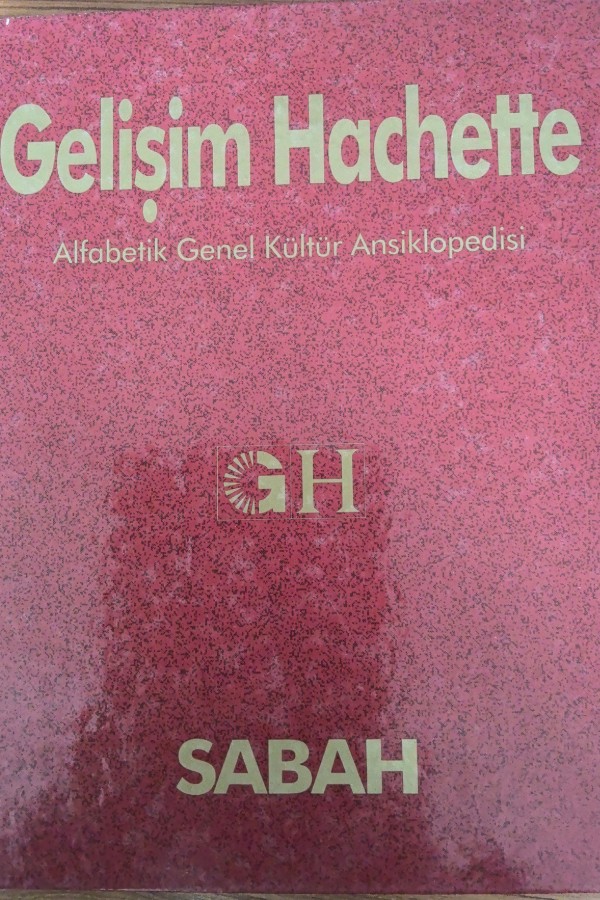 Gelişim Hachette
Alfabetik Genel Kültür Ansiklopedisi
GH
SABAH